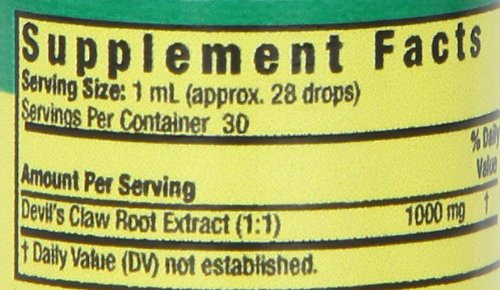 Supplement Facts
Serving Size: 1 mL (approx. 28 drops)
Servings Per Container 30
% Daily
Value
Amount Per Serving
Devil's Claw Root Extract (1:1) 1000 mg †
† Daily Value (DV) not established.